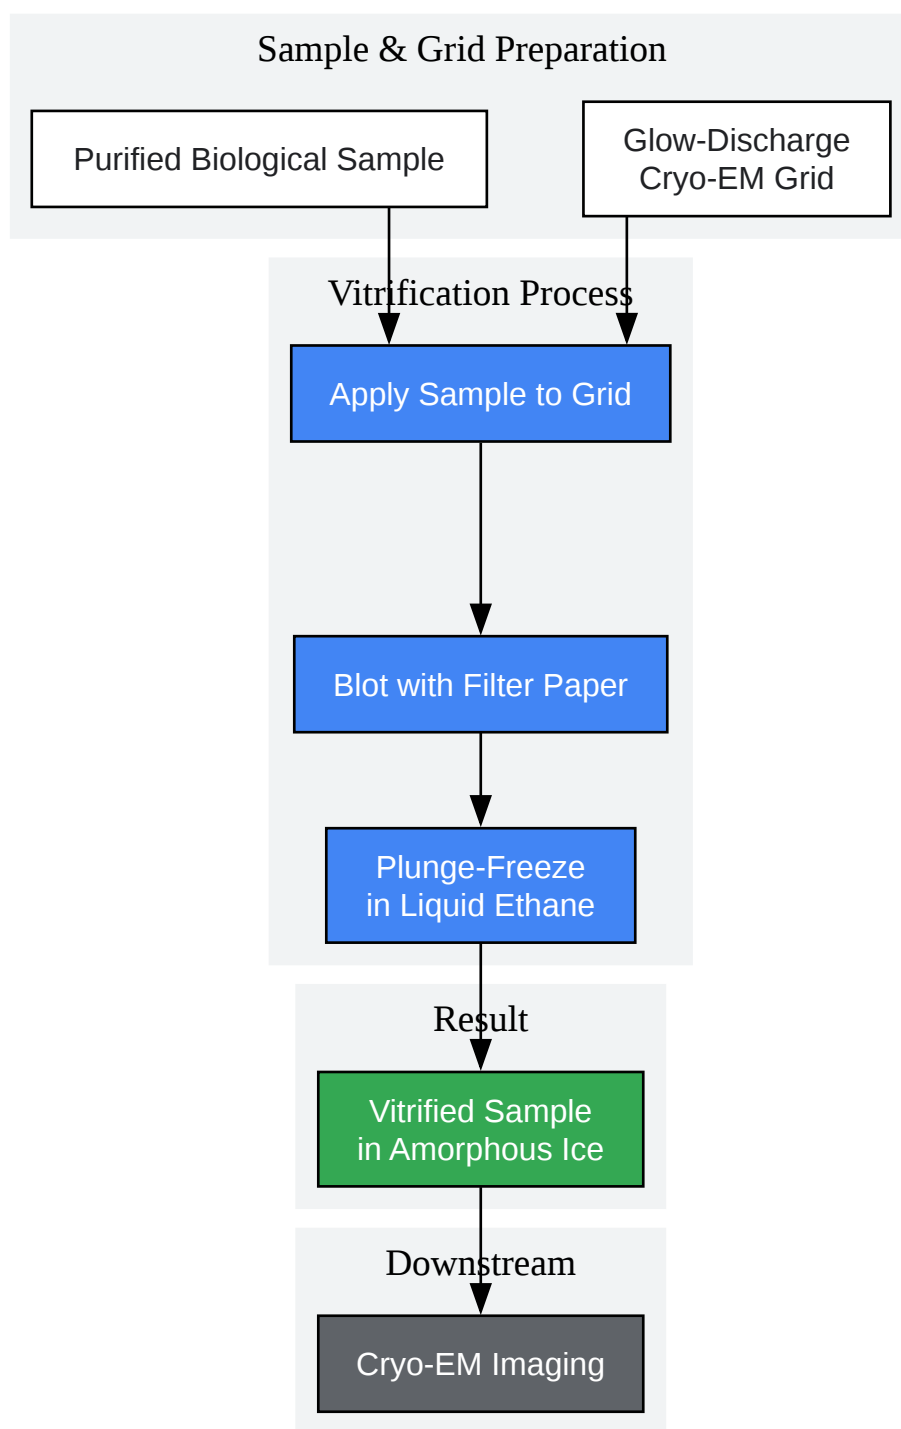 Sample & Grid Preparation
Purified Biological Sample
Glow-Discharge
Cryo-EM Grid
Vitrification Process
Apply Sample to Grid
Blot with Filter Paper
Plunge-Freeze
in Liquid Ethane
Result
Vitrified Sample
in Amorphous Ice
Downstream
Cryo-EM Imaging